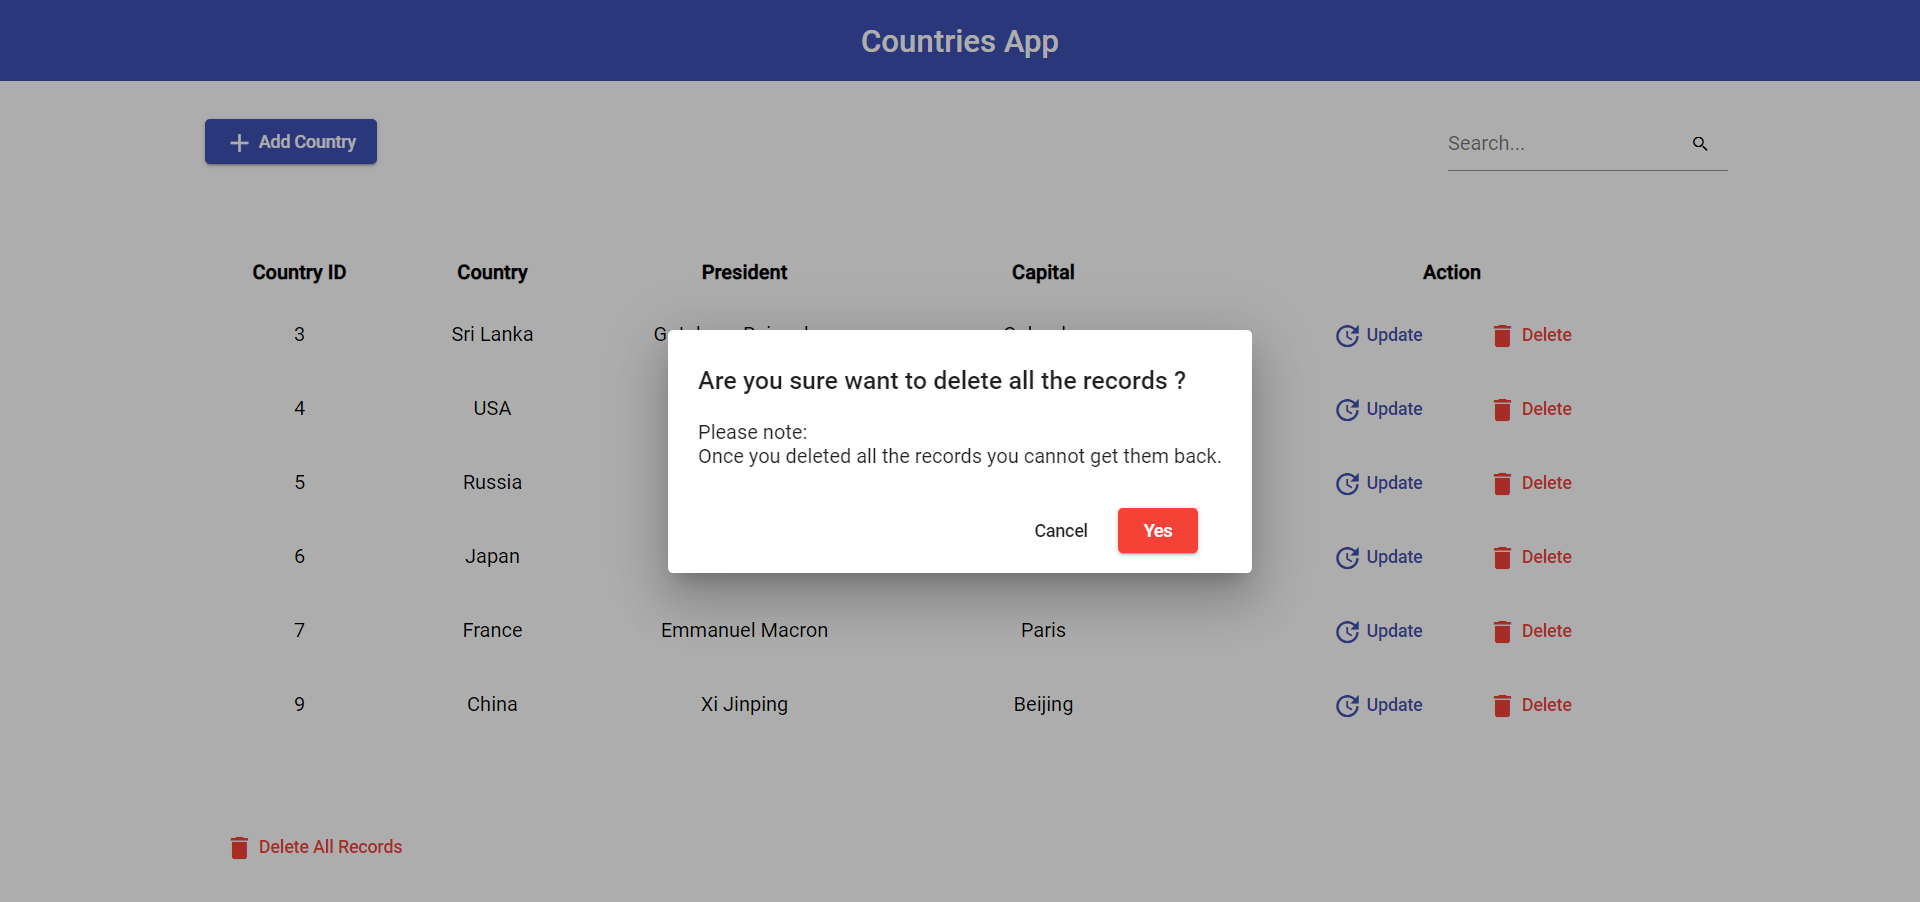 Countries App
Add Country
Search...
Country ID Country President Capital Action
3 Sri Lanka Update Delete
Are you sure want to delete all the records ?
4 USA Update Delete
Please note:
Once you deleted all the records you cannot get them back.
5 Russia Update Delete
Cancel Yes
6 Japan Update Delete
7 France Emmanuel Macron Paris Update Delete
9 China Xi Jinping Beijing Update Delete
Delete All Records